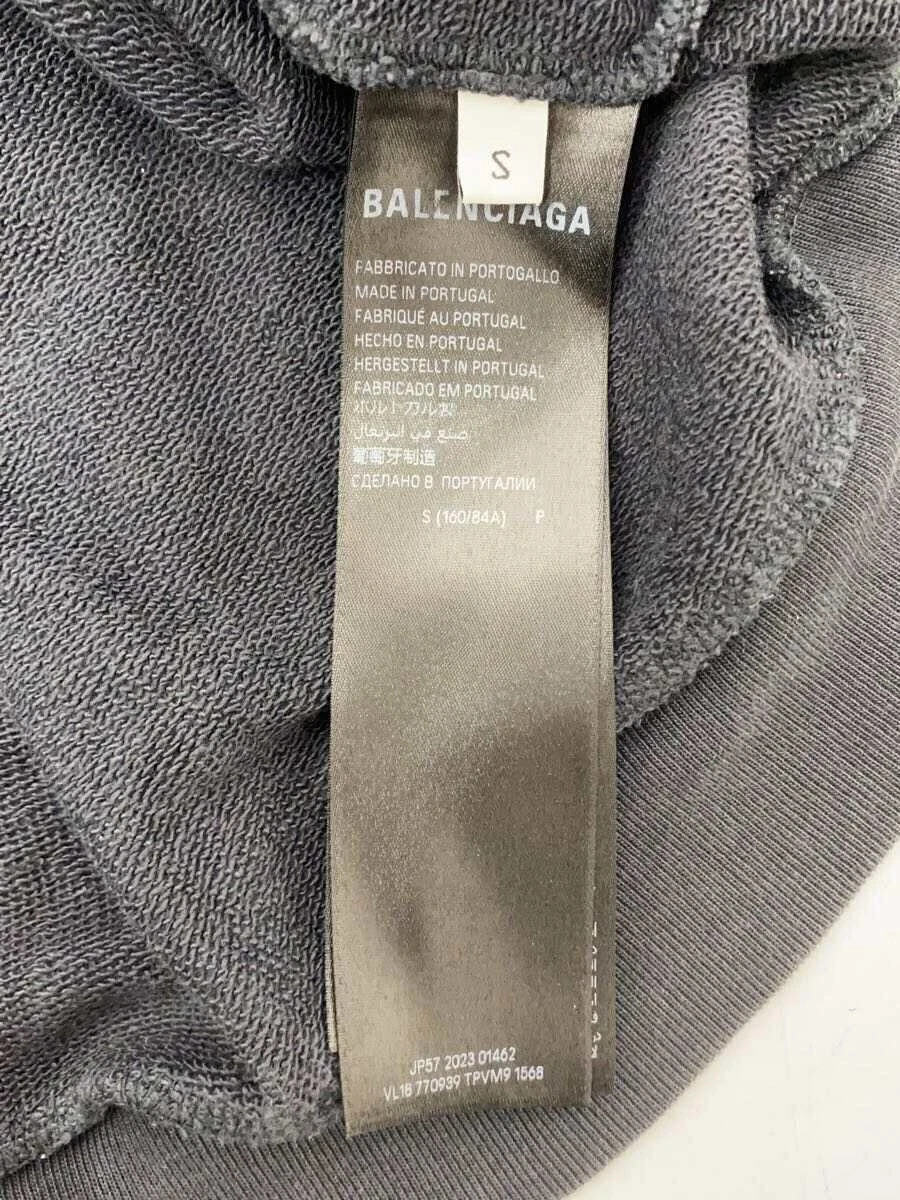 S
BALENCIAGA
FABBRICATO IN PORTOGALLO
MADE IN PORTUGAL
FABRIQUÉ AU PORTUGAL
HECHO EN PORTUGAL
HERGESTELLT IN PORTUGAL
FABRICADO EM PORTUGAL
ポルトガル製
صنع في البرتغال
葡萄牙制造
СДЕЛАНО В ПОРТУГАЛИИ
S (160/84A) P
JP57 2023 01462
VL18 770939 TPVM9 1568